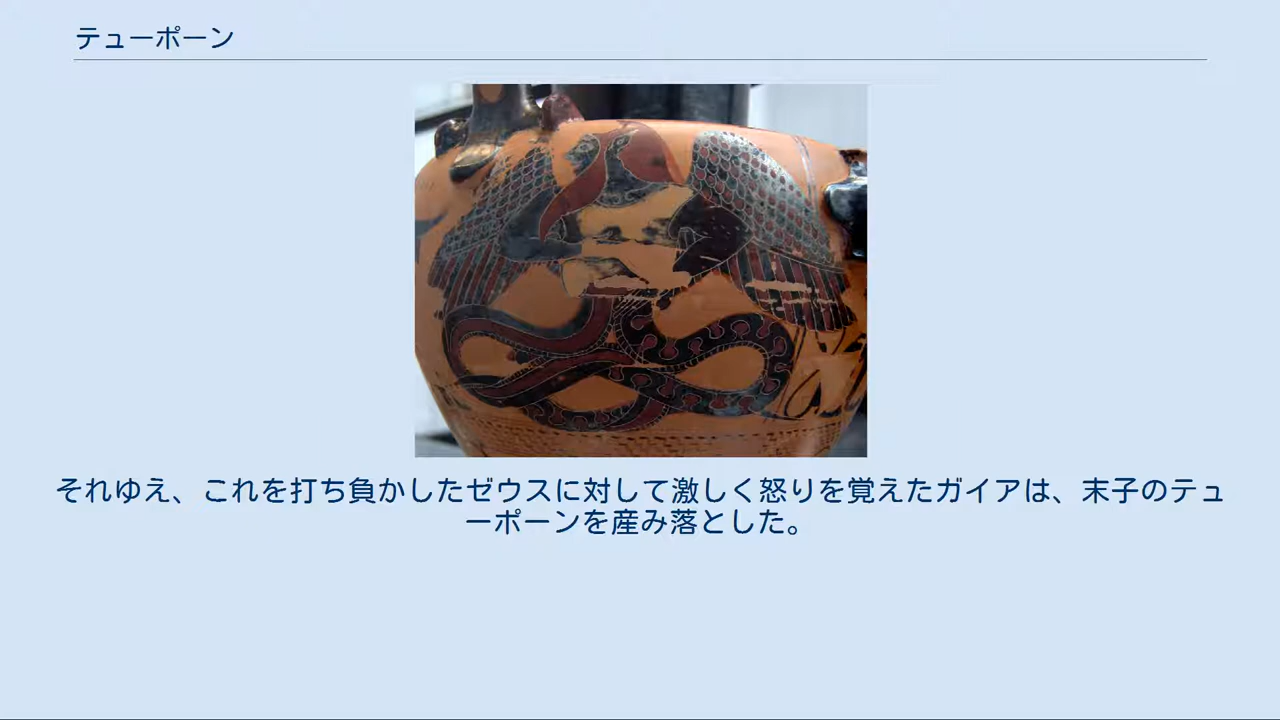 テューポーン
それゆえ、これを打ち負かしたゼウスに対して激しく怒りを覚えたガイアは、末子のテュ
ーポーンを産み落とした。